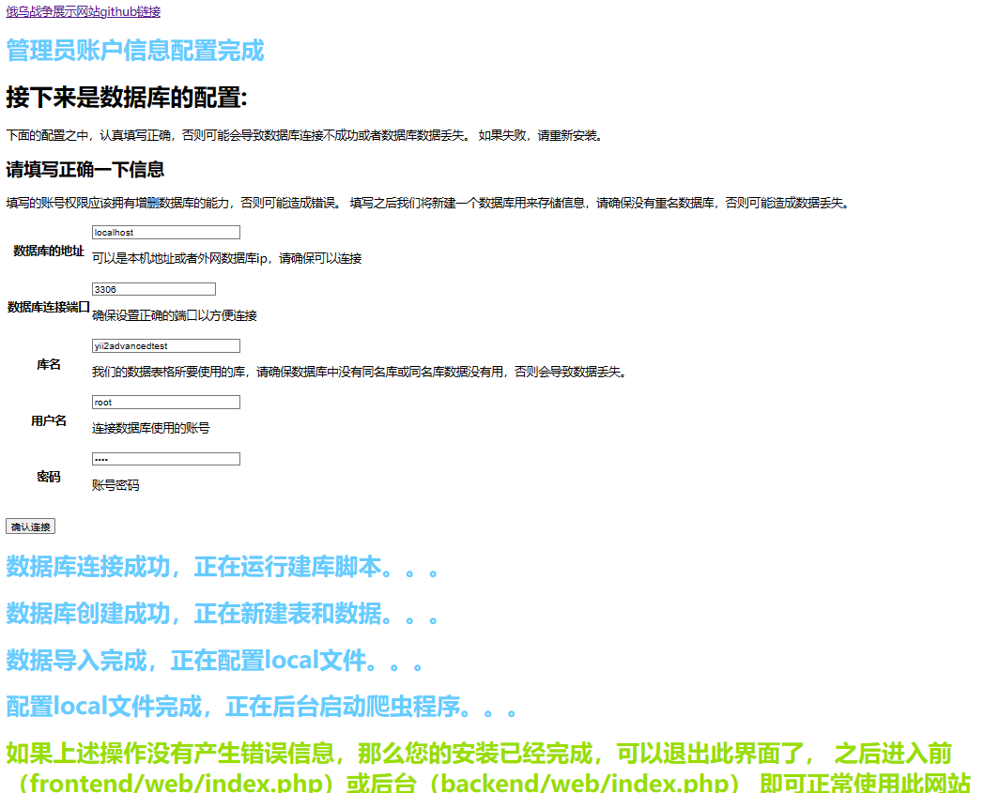 俄乌战争展示网站github链接
管理员账户信息配置完成
接下来是数据库的配置:
下面的配置之中，认真填写正确，否则可能会导致数据库连接不成功或者数据库数据丢失。 如果失败，请重新安装。
请填写正确一下信息
填写的账号权限应该拥有增删数据库的能力，否则可能造成错误。 填写之后我们将新建一个数据库用来存储信息，请确保没有重名数据库，否则可能造成数据丢失。
数据库的地址
localhost
可以是本机地址或者外网数据库ip，请确保可以连接
数据库连接端口
3306
确保设置正确的端口以方便连接
库名
yii2advancedtest
我们的数据表格所要使用的库，请确保数据库中没有同名库或同名库数据没有用，否则会导致数据丢失。
用户名
root
连接数据库使用的账号
密码
••••
账号密码
确认连接
数据库连接成功，正在运行建库脚本。。。
数据库创建成功，正在新建表和数据。。。
数据导入完成，正在配置local文件。。。
配置local文件完成，正在后台启动爬虫程序。。。
如果上述操作没有产生错误信息，那么您的安装已经完成，可以退出此界面了， 之后进入前
（frontend/web/index.php）或后台（backend/web/index.php） 即可正常使用此网站